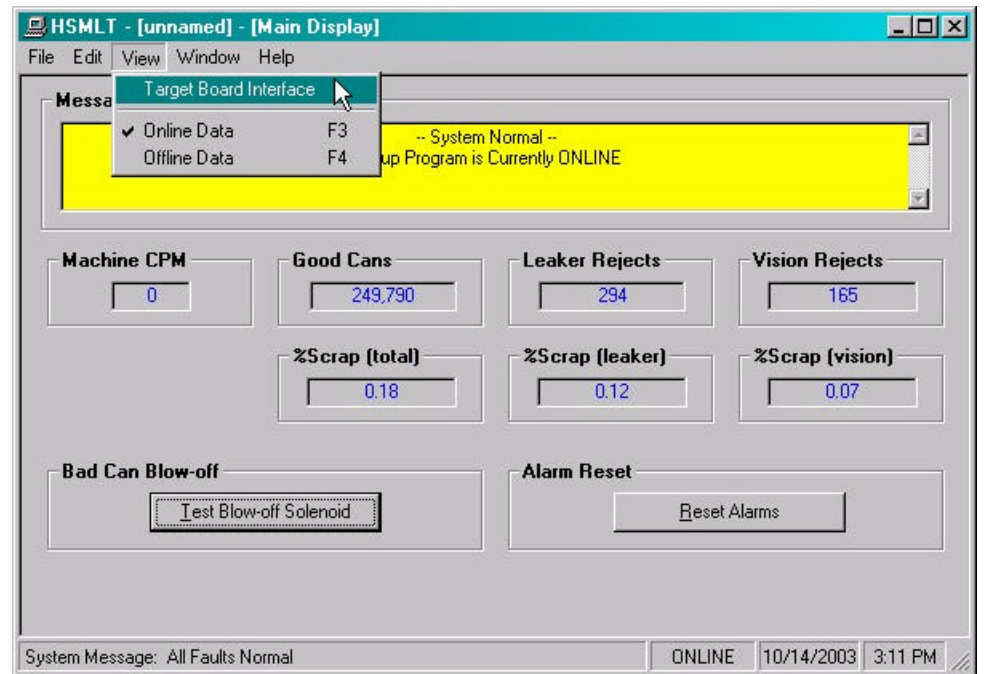 HSMLT - [unnamed] - [Main Display]
File Edit View Window Help
Target Board Interface
Messa
✔ Online Data F3
-- System Normal --
Offline Data F4
up Program is Currently ONLINE
Machine CPM Good Cans Leaker Rejects Vision Rejects
0 249,790 294 165
%Scrap (total) %Scrap (leaker) %Scrap (vision)
0.18 0.12 0.07
Bad Can Blow-off Alarm Reset
Test Blow-off Solenoid Reset Alarms
System Message: All Faults Normal ONLINE 10/14/2003 3:11 PM